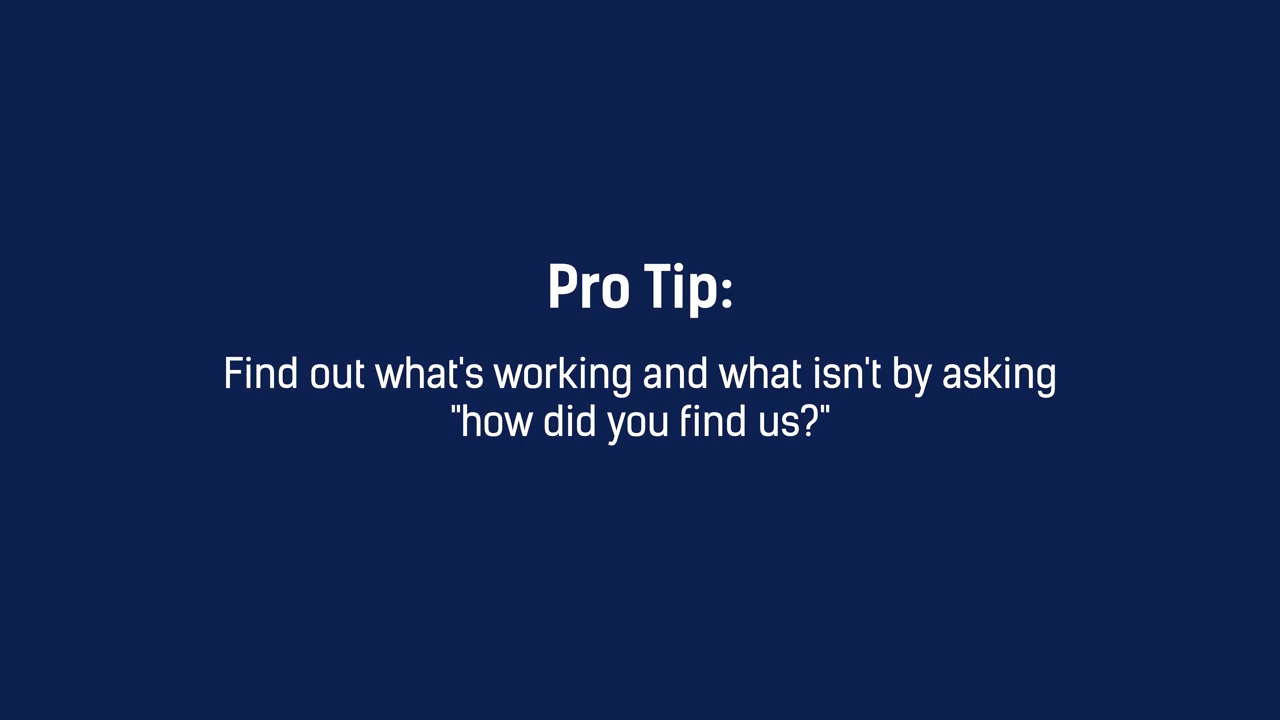 Pro Tip:
Find out what's working and what isn't by asking
"how did you find us?"